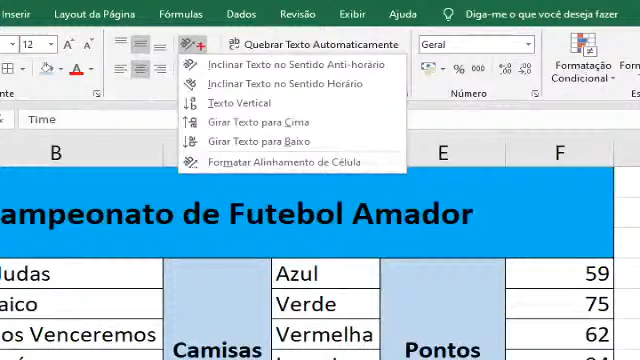 Inserir Layout da Página Fórmulas Dados Revisão Exibir Ajuda Diga-me o que você deseja fazer
12 A A ab Quebrar Texto Automaticamente Geral
A % 000 Formatação
Condicional
Número
Inclinar Texto no Sentido Anti-horário
Inclinar Texto no Sentido Horário
Texto Vertical
Girar Texto para Cima
Girar Texto para Baixo
Formatar Alinhamento de Célula
fx Time
B E F
ampeonato de Futebol Amador
Judas Azul 59
aico Verde 75
os Venceremos Vermelha 62
Camisas Pontos